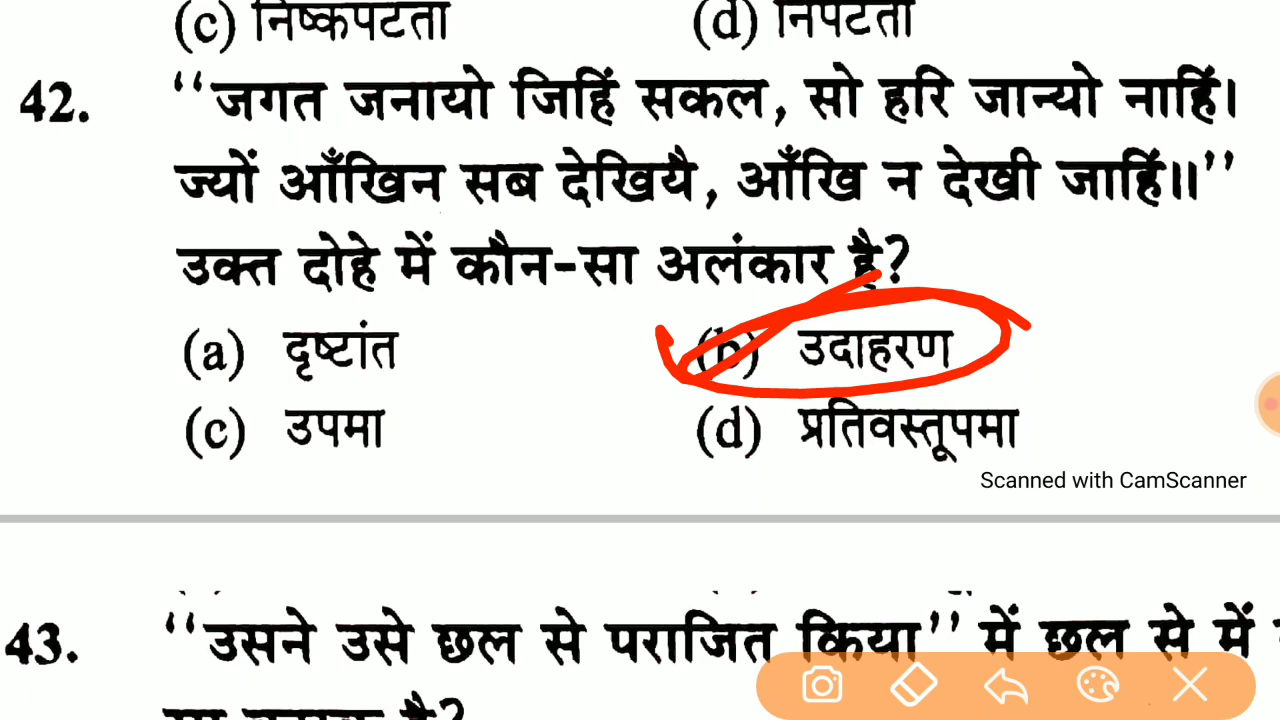 (c) निष्कपटता (d) निपटता
42. ‘‘जगत जनायो जिहिं सकल, सो हरि जान्यो नाहिं।
ज्यों आँखिन सब देखियै, आँखि न देखी जाहिं॥’’
उक्त दोहे में कौन-सा अलंकार है?
(a) दृष्टांत (b) उदाहरण
(c) उपमा (d) प्रतिवस्तूपमा
Scanned with CamScanner
43. ‘‘उसने उसे छल से पराजित किया’’ में छल से में
है?